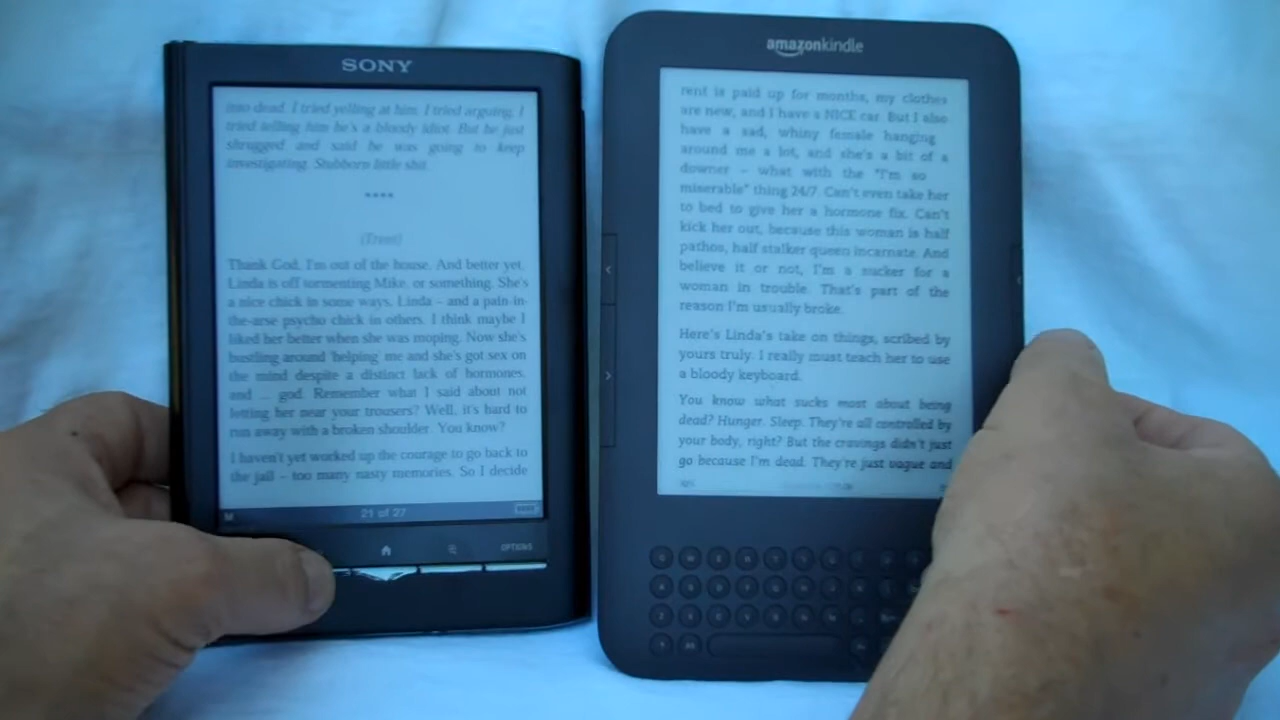 SONY
into dead. I tried yelling at him. I tried arguing. I
tried telling him he's a bloody idiot. But he just
shrugged and said he was going to keep
investigating. Stubborn little shit.
****
(Trent)
Thank God, I'm out of the house. And better yet,
Linda is off tormenting Mike, or something. She's
a nice chick in some ways, Linda – and a pain-in-
the-arse psycho chick in others. I think maybe I
liked her better when she was moping. Now she's
bustling around 'helping' me and she's got sex on
the mind despite a distinct lack of hormones,
and ... god. Remember what I said about not
letting her near your trousers? Well, it's hard to
run away with a broken shoulder. You know?
I haven't yet worked up the courage to go back to
the jail – too many nasty memories. So I decide
M 21 of 27
OPTIONS
amazonkindle
rent is paid up for months, my clothes
are new, and I have a NICE car. But I also
have a sad, whiny female hanging
around me a lot, and she's a bit of a
downer – what with the "I'm so
miserable" thing 24/7. Can't even take her
to bed to give her a hormone fix. Can't
kick her out, because this woman is half
pathos, half stalker queen incarnate. And
believe it or not, I'm a sucker for a
woman in trouble. That's part of the
reason I'm usually broke.
Here's Linda's take on things, scribed by
yours truly. I really must teach her to use
a bloody keyboard.
You know what sucks most about being
dead? Hunger. Sleep. They're all controlled by
your body, right? But the cravings didn't just
go because I'm dead. They're just vague and